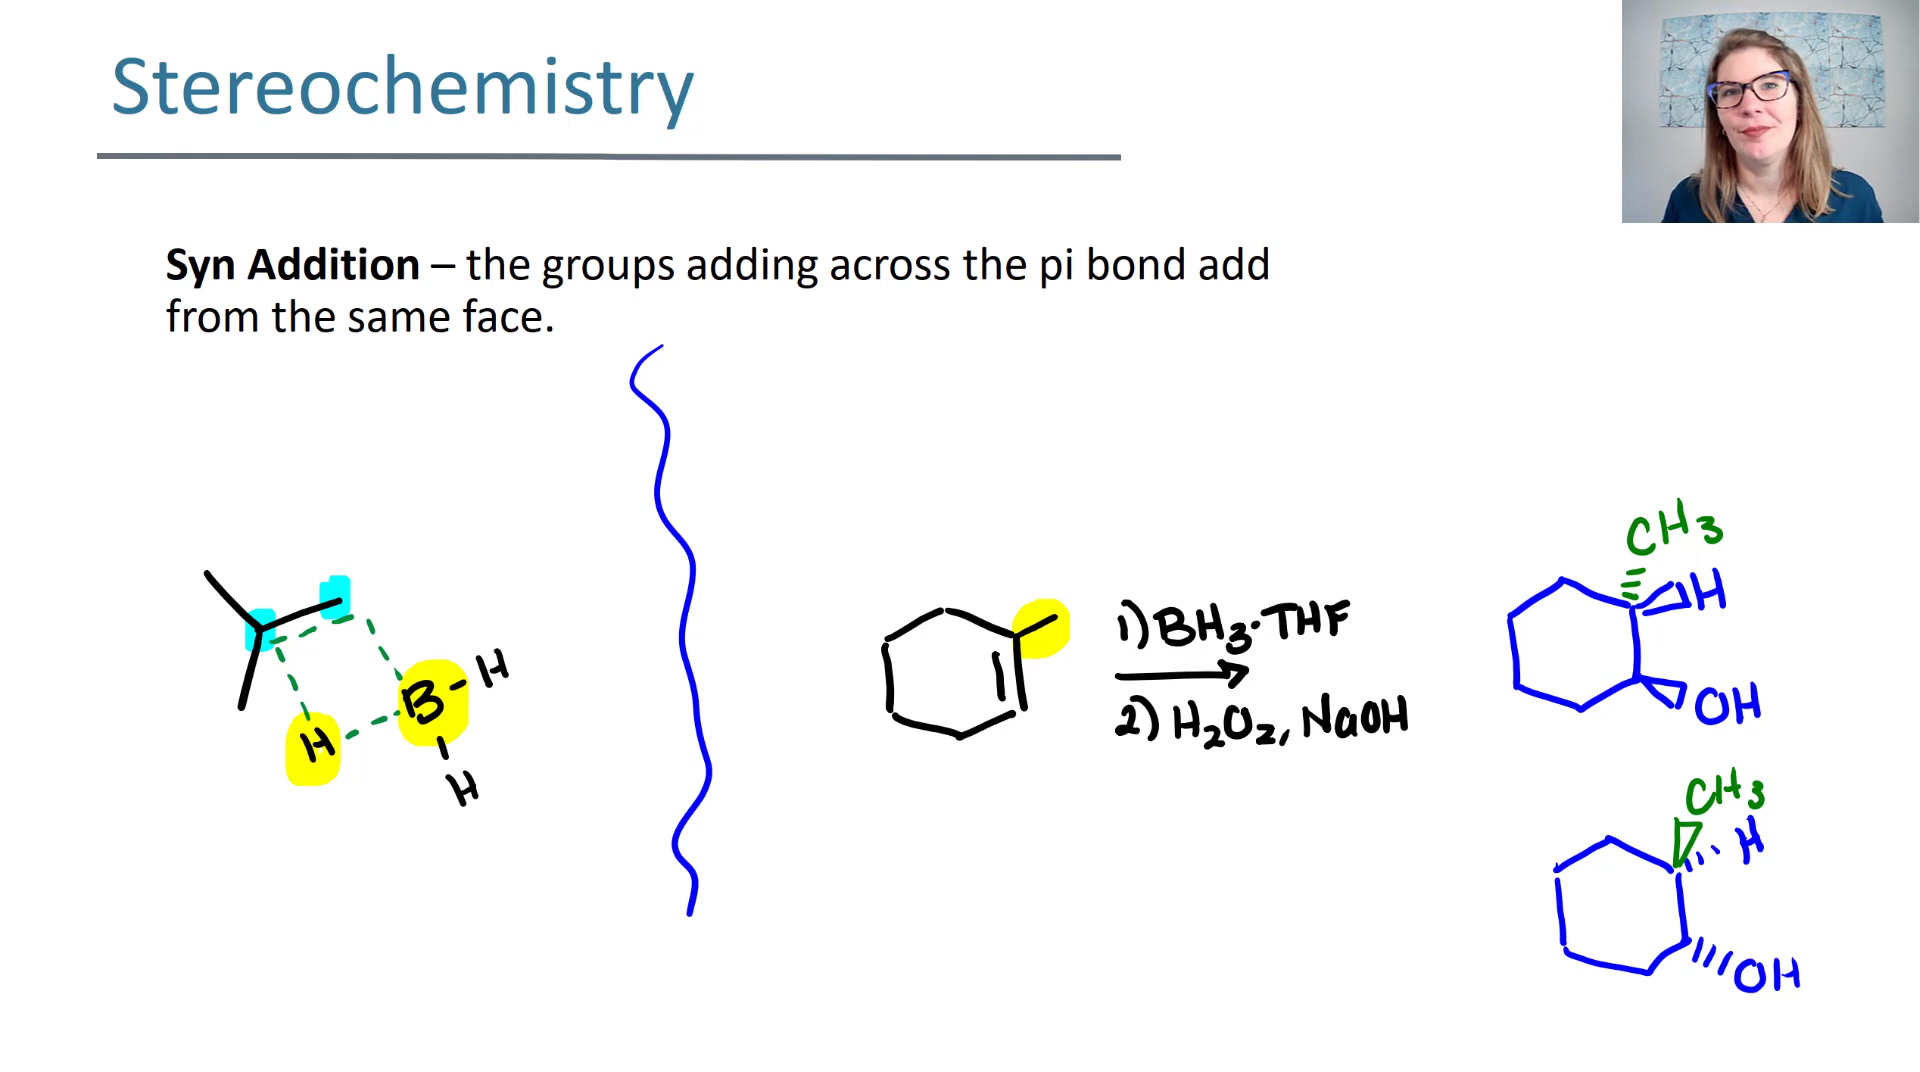 Stereochemistry
Syn Addition – the groups adding across the pi bond add
from the same face.
H
B-H
H
1) BH₃·THF
2) H₂O₂, NaOH
CH₃
H
OH
CH₃
H
OH